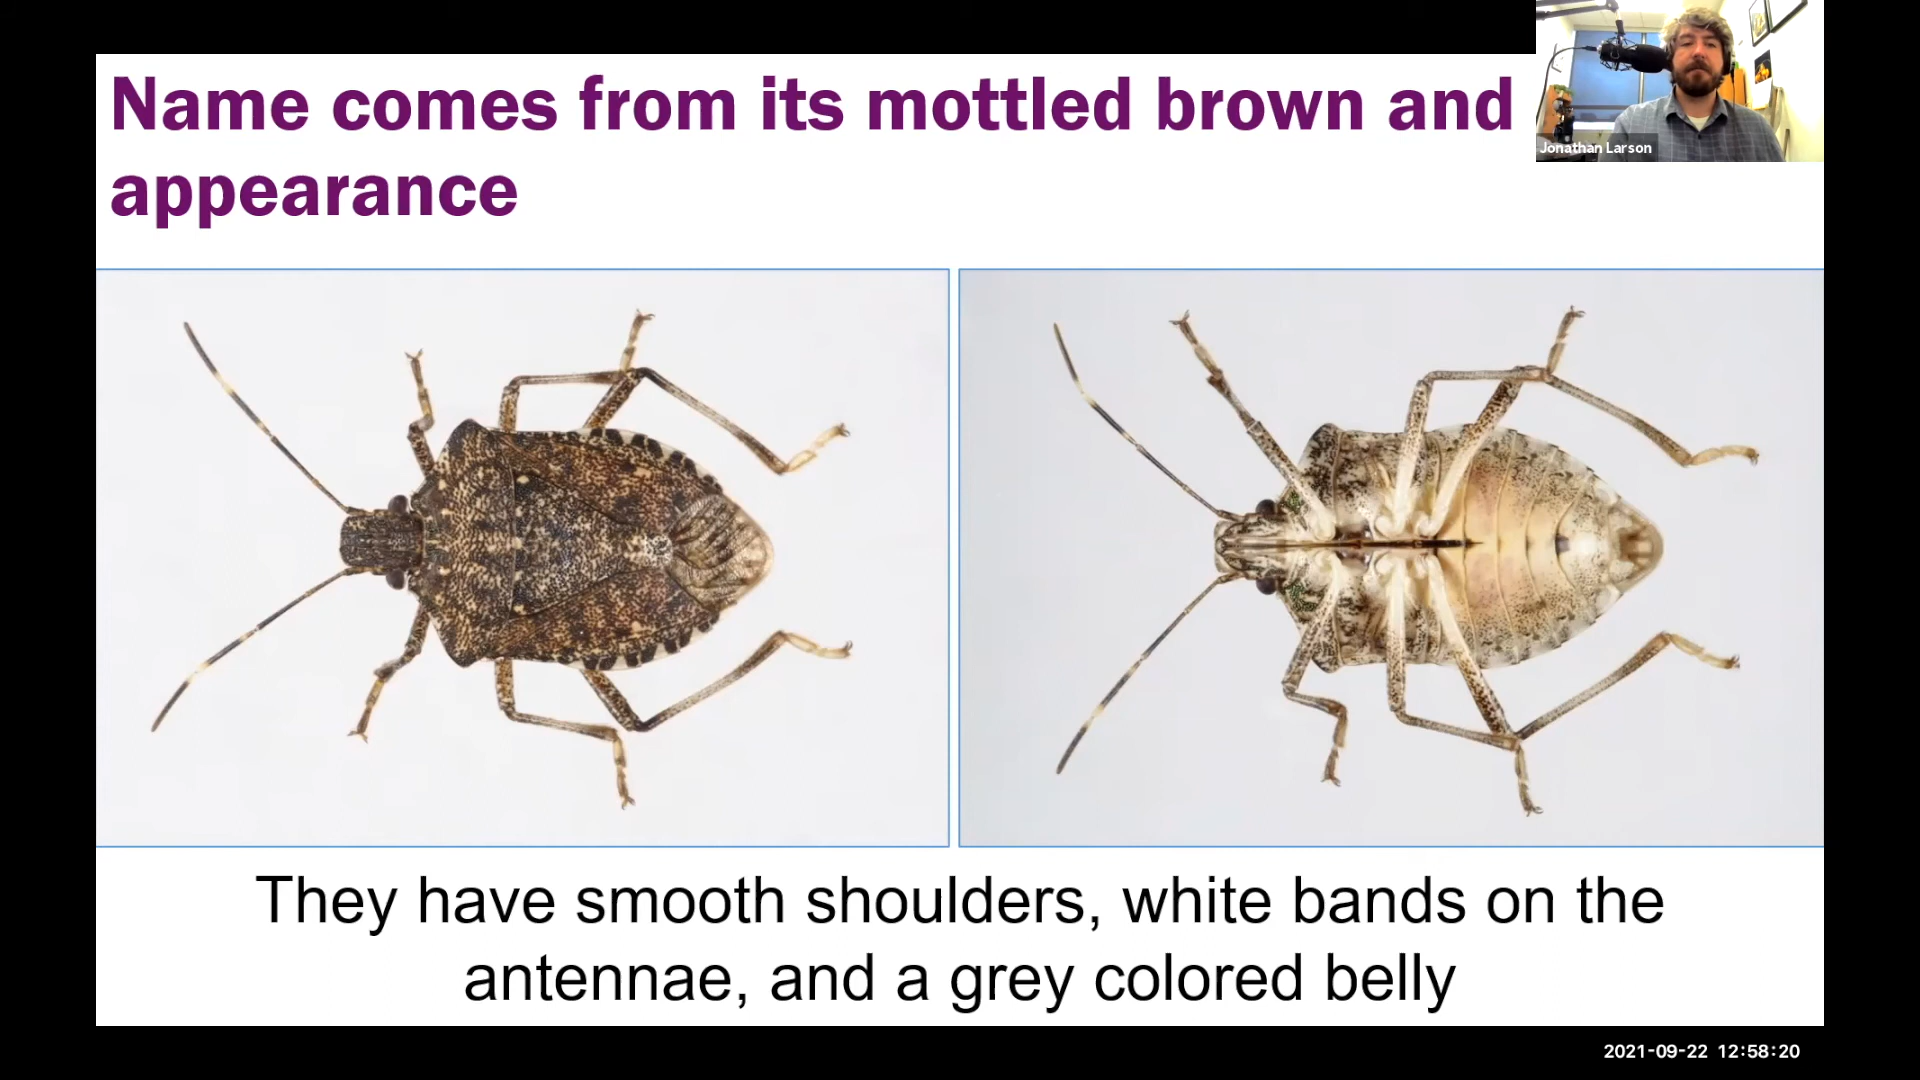 Name comes from its mottled brown and
appearance
Jonathan Larson
They have smooth shoulders, white bands on the
antennae, and a grey colored belly
2021-09-22 12:58:20